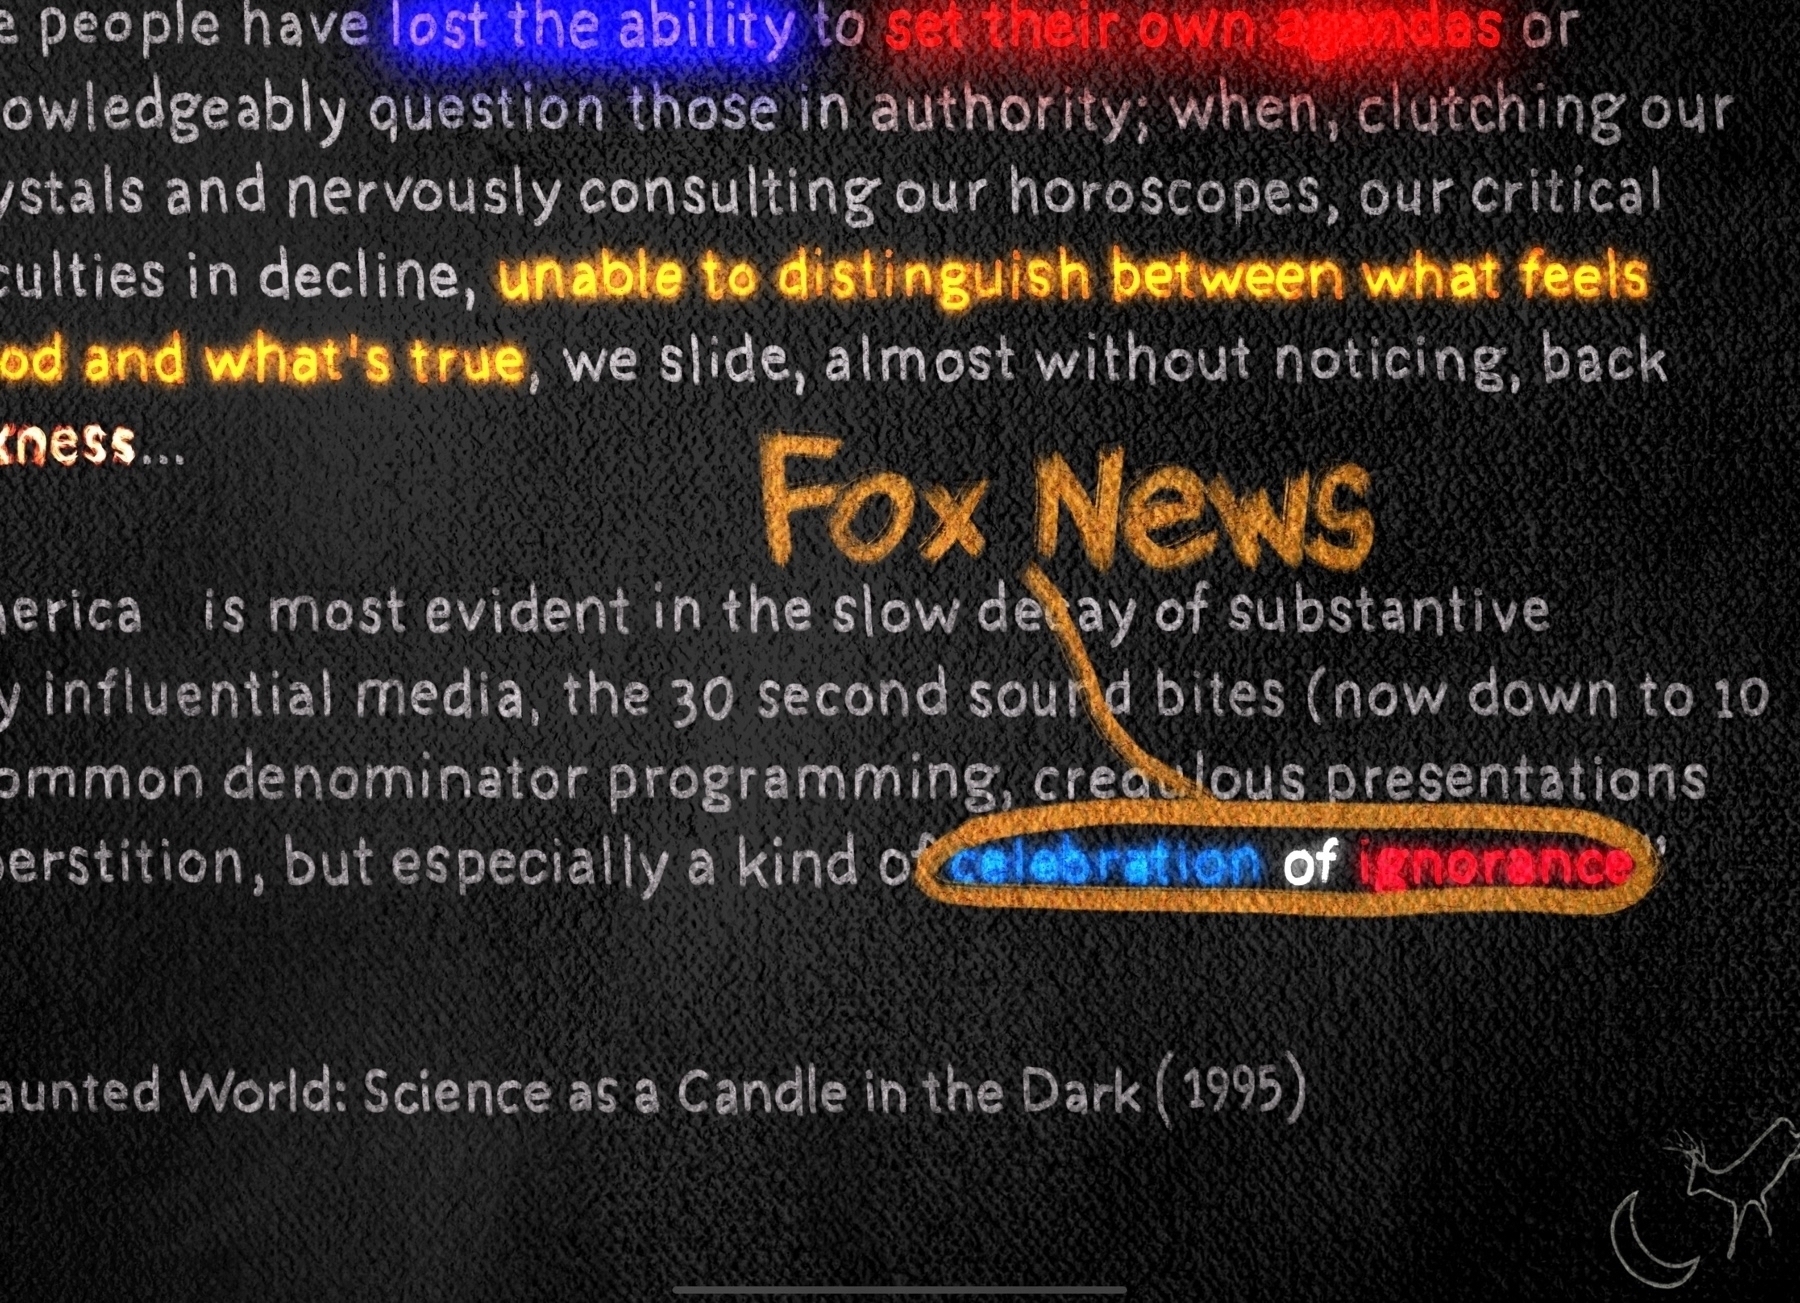 e people have lost the ability to set their own agendas or
owledgeably question those in authority; when, clutching our
ystals and nervously consulting our horoscopes, our critical
culties in decline, unable to distinguish between what feels
od and what's true, we slide, almost without noticing, back
kness...
Fox News
erica is most evident in the slow decay of substantive
y influential media, the 30 second sound bites (now down to 10
ommon denominator programming, credulous presentations
perstition, but especially a kind of celebration of ignorance"
aunted World: Science as a Candle in the Dark (1995)